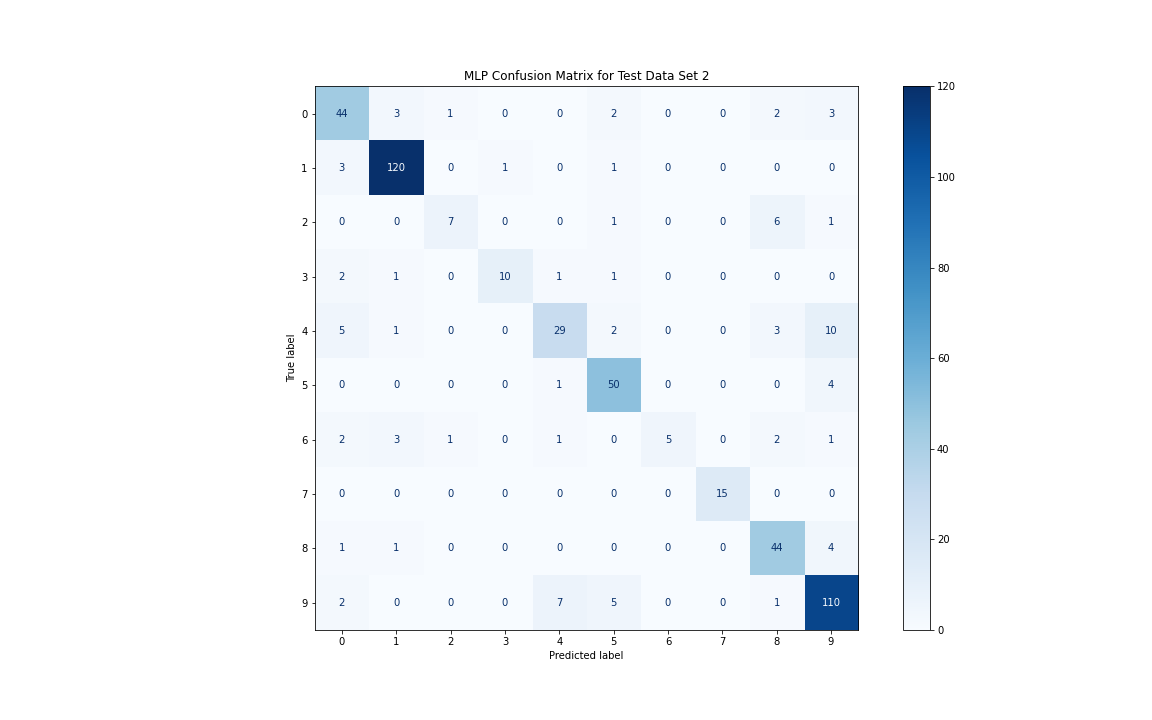 MLP Confusion Matrix for Test Data Set 2
0 44 3 1 0 0 2 0 0 2 3
1 3 120 0 1 0 1 0 0 0 0
2 0 0 7 0 0 1 0 0 6 1
3 2 1 0 10 1 1 0 0 0 0
4 5 1 0 0 29 2 0 0 3 10
True label
5 0 0 0 0 1 50 0 0 0 4
6 2 3 1 0 1 0 5 0 2 1
7 0 0 0 0 0 0 0 15 0 0
8 1 1 0 0 0 0 0 0 44 4
9 2 0 0 0 7 5 0 0 1 110
0 1 2 3 4 5 6 7 8 9
Predicted label
120
100
80
60
40
20
0